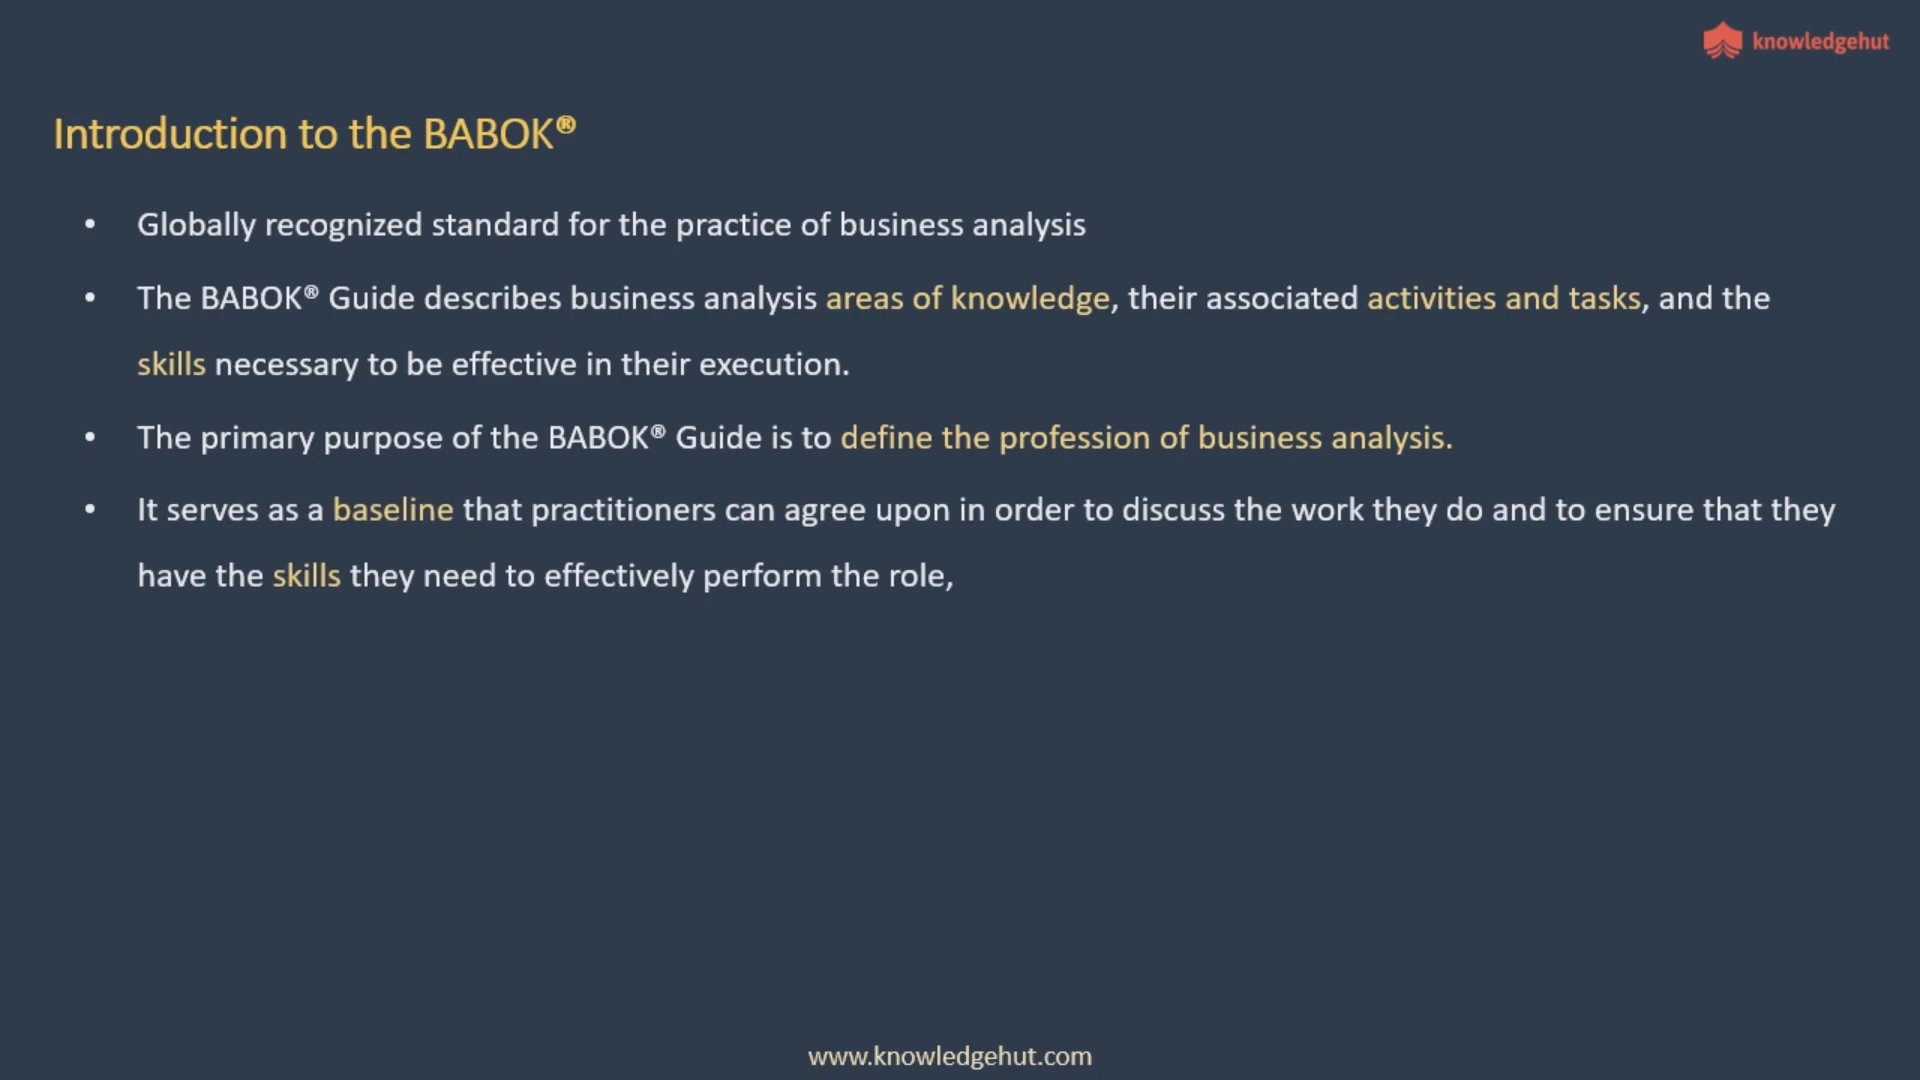 knowledgehut
Introduction to the BABOK®
• Globally recognized standard for the practice of business analysis
• The BABOK® Guide describes business analysis areas of knowledge, their associated activities and tasks, and the
skills necessary to be effective in their execution.
• The primary purpose of the BABOK® Guide is to define the profession of business analysis.
• It serves as a baseline that practitioners can agree upon in order to discuss the work they do and to ensure that they
have the skills they need to effectively perform the role,
www.knowledgehut.com